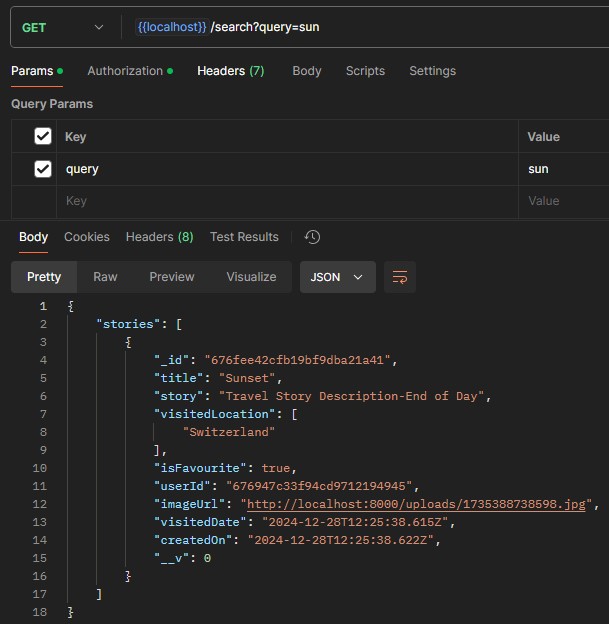 GET {{localhost}} /search?query=sun
Params Authorization Headers (7) Body Scripts Settings
Query Params
Key Value
query sun
Key Value
Body Cookies Headers (8) Test Results
Pretty Raw Preview Visualize JSON
1 {
2 "stories": [
3 {
4 "_id": "676fee42cfb19bf9dba21a41",
5 "title": "Sunset",
6 "story": "Travel Story Description-End of Day",
7 "visitedLocation": [
8 "Switzerland"
9 ],
10 "isFavourite": true,
11 "userId": "676947c33f94cd9712194945",
12 "imageUrl": "http://localhost:8000/uploads/1735388738598.jpg",
13 "visitedDate": "2024-12-28T12:25:38.615Z",
14 "createdOn": "2024-12-28T12:25:38.622Z",
15 "__v": 0
16 }
17 ]
18 }